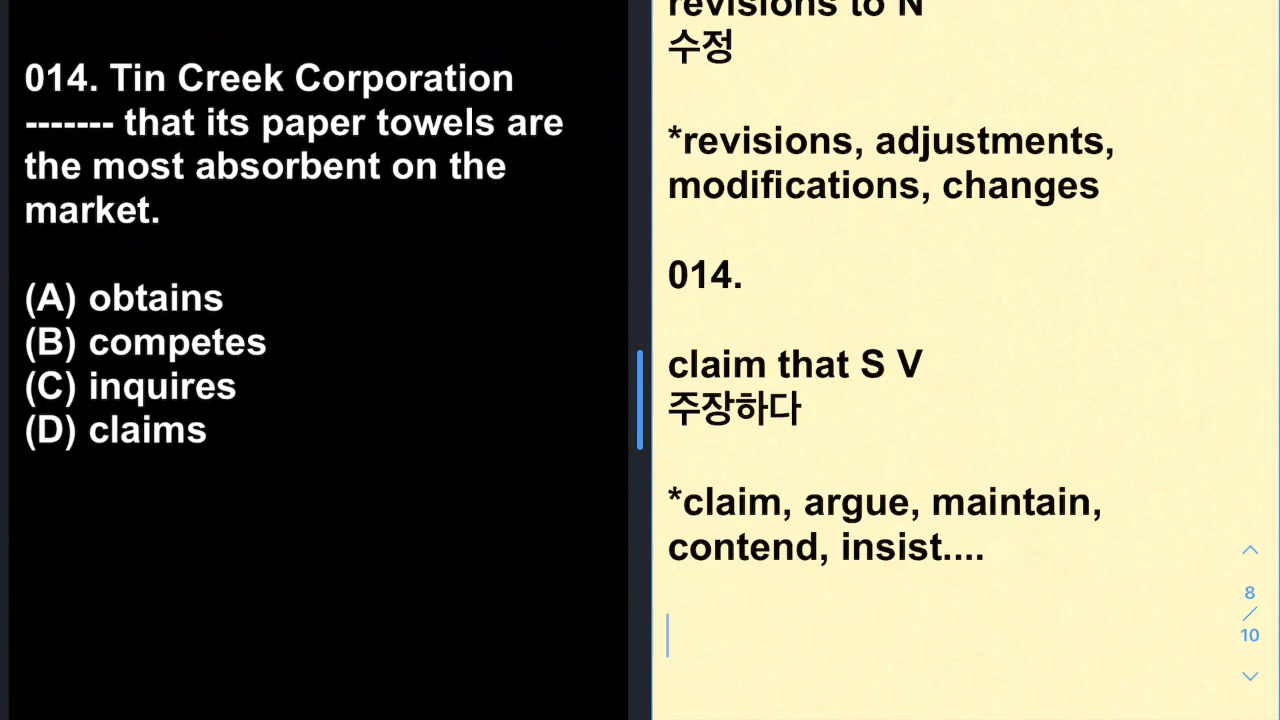 014. Tin Creek Corporation
------- that its paper towels are
the most absorbent on the
market.
(A) obtains
(B) competes
(C) inquires
(D) claims
revisions to N
수정
*revisions, adjustments,
modifications, changes
014.
claim that S V
주장하다
*claim, argue, maintain,
contend, insist....
8
/
10